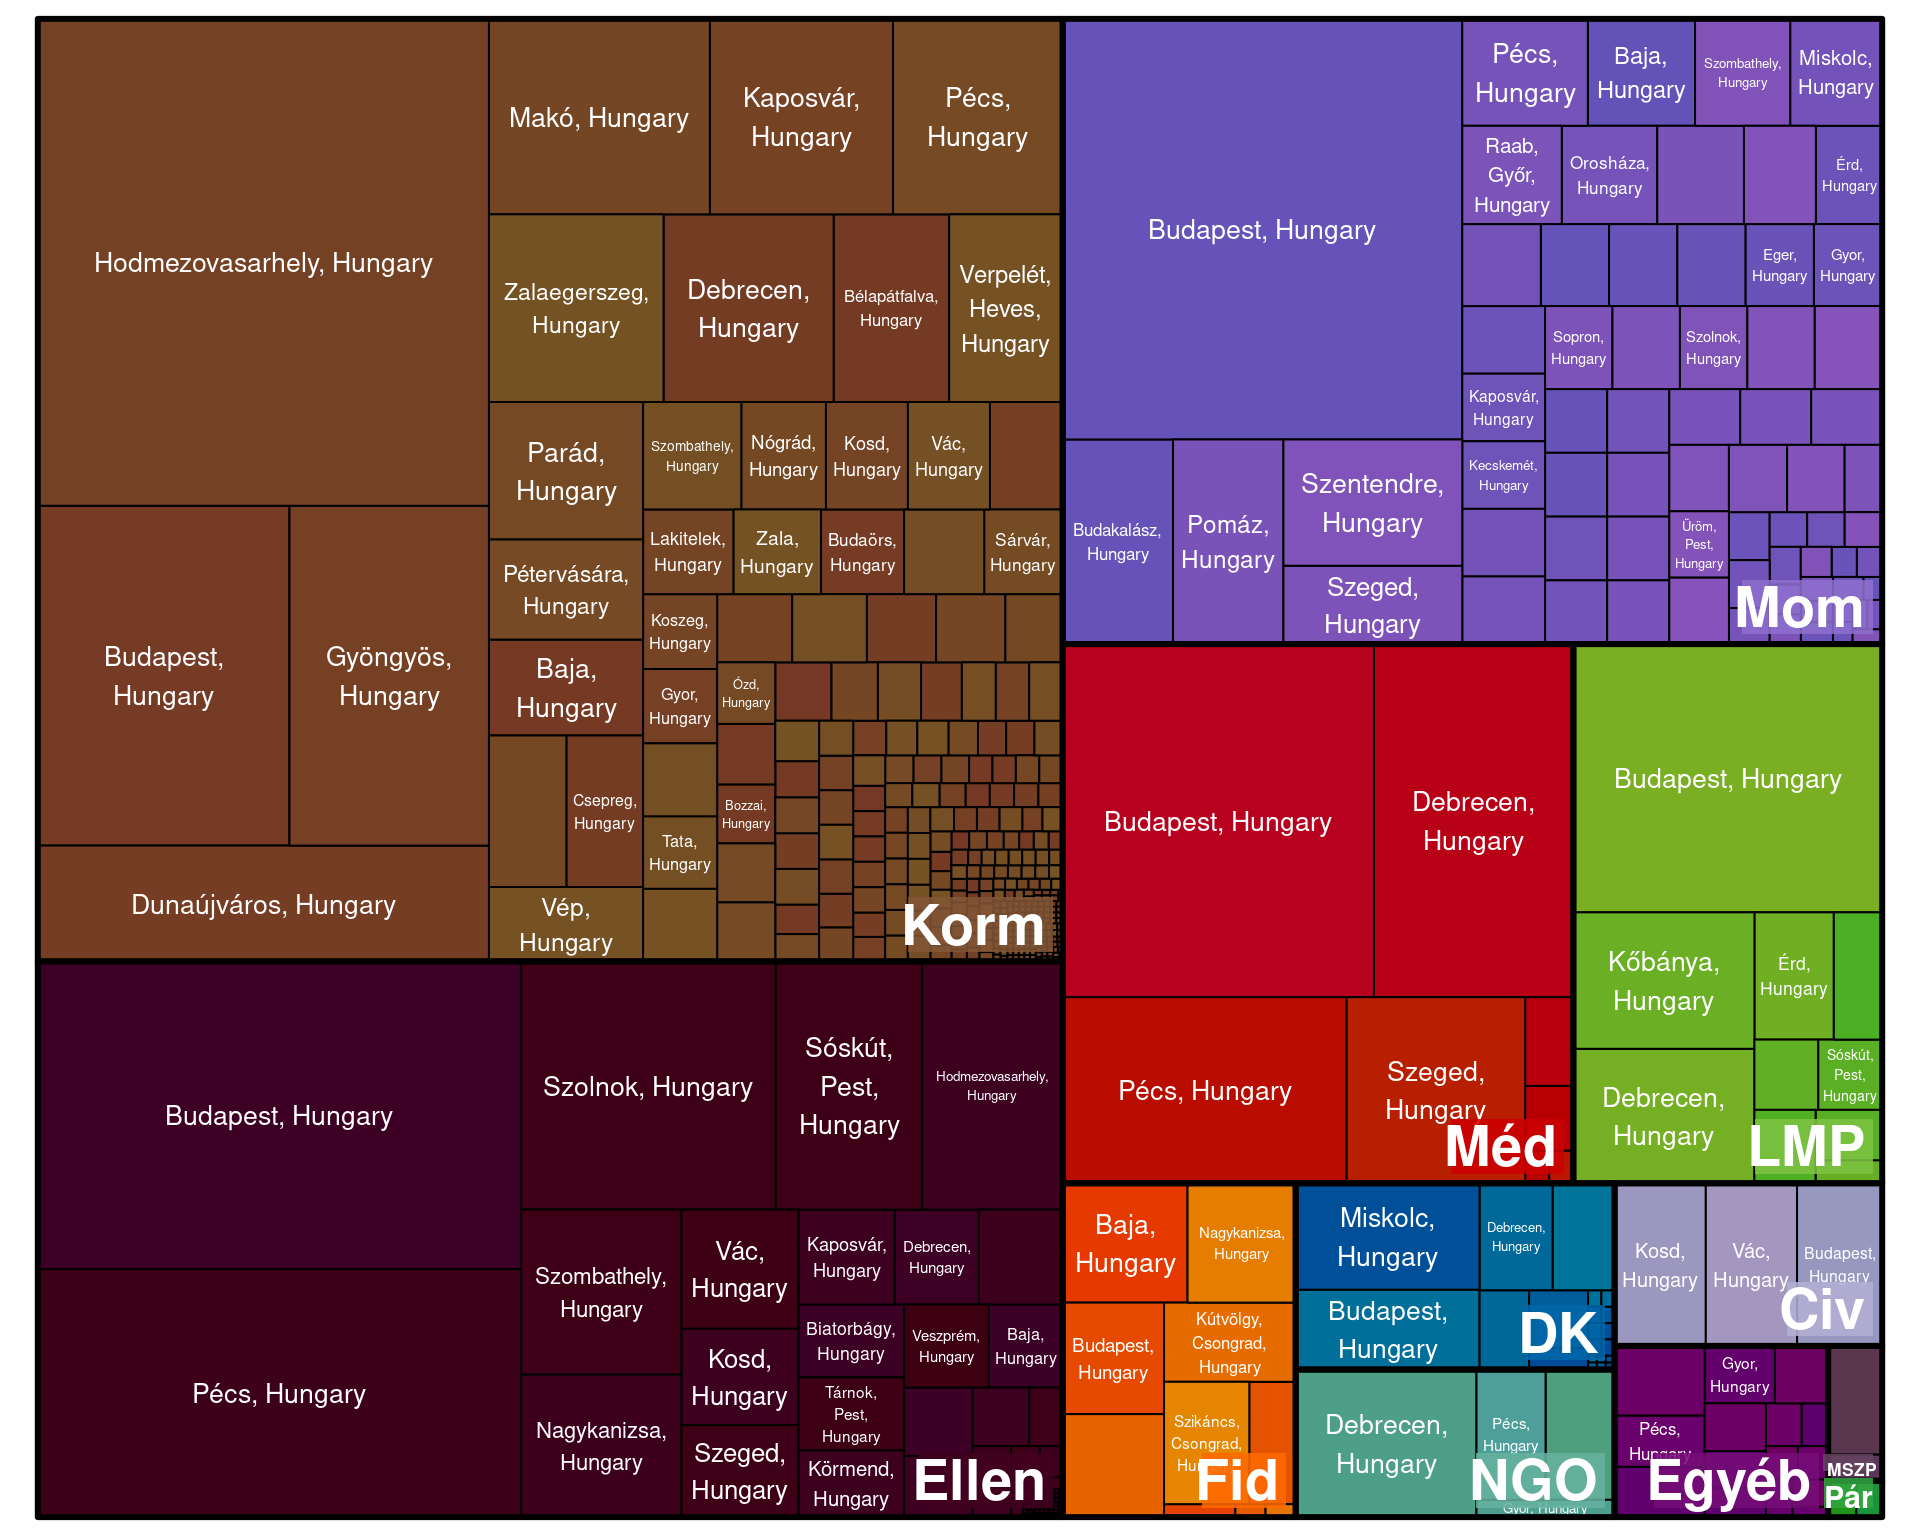 Hodmezovasarhely, Hungary
Budapest,
Hungary
Gyöngyös,
Hungary
Dunaújváros, Hungary
Makó, Hungary
Kaposvár,
Hungary
Pécs,
Hungary
Zalaegerszeg,
Hungary
Debrecen,
Hungary
Bélapátfalva,
Hungary
Verpelét,
Heves,
Hungary
Parád,
Hungary
Szombathely,
Hungary
Nógrád,
Hungary
Kosd,
Hungary
Vác,
Hungary
Pétervására,
Hungary
Lakitelek,
Hungary
Zala,
Hungary
Budaörs,
Hungary
Sárvár,
Hungary
Baja,
Hungary
Koszeg,
Hungary
Gyor,
Hungary
Ózd,
Hungary
Csepreg,
Hungary
Bozzai,
Hungary
Tata,
Hungary
Vép,
Hungary
Korm
Budapest, Hungary
Budakalász,
Hungary
Pomáz,
Hungary
Szentendre,
Hungary
Szeged,
Hungary
Pécs,
Hungary
Baja,
Hungary
Szombathely,
Hungary
Miskolc,
Hungary
Raab,
Győr,
Hungary
Orosháza,
Hungary
Érd,
Hungary
Eger,
Hungary
Gyor,
Hungary
Sopron,
Hungary
Szolnok,
Hungary
Kaposvár,
Hungary
Kecskemét,
Hungary
Üröm,
Pest,
Hungary
Mom
Budapest, Hungary
Pécs, Hungary
Szolnok, Hungary
Sóskút,
Pest,
Hungary
Hodmezovasarhely,
Hungary
Szombathely,
Hungary
Nagykanizsa,
Hungary
Vác,
Hungary
Kosd,
Hungary
Szeged,
Hungary
Kaposvár,
Hungary
Debrecen,
Hungary
Biatorbágy,
Hungary
Veszprém,
Hungary
Baja,
Hungary
Tárnok,
Pest,
Hungary
Körmend,
Hungary
Ellen
Budapest, Hungary
Debrecen,
Hungary
Pécs, Hungary
Szeged,
Hungary
Méd
Budapest, Hungary
Kőbánya,
Hungary
Érd,
Hungary
Debrecen,
Hungary
Sóskút,
Pest,
Hungary
LMP
Baja,
Hungary
Nagykanizsa,
Hungary
Budapest,
Hungary
Kútvölgy,
Csongrad,
Hungary
Szikáncs,
Csongrad,
Hungary
Fid
Miskolc,
Hungary
Debrecen,
Hungary
Budapest,
Hungary
DK
Kosd,
Hungary
Vác,
Hungary
Budapest,
Hungary
Civ
Debrecen,
Hungary
Pécs,
Hungary
Gyor, Hungary
NGO
Gyor,
Hungary
Pécs,
Hungary
Egyéb
MSZP
Pár